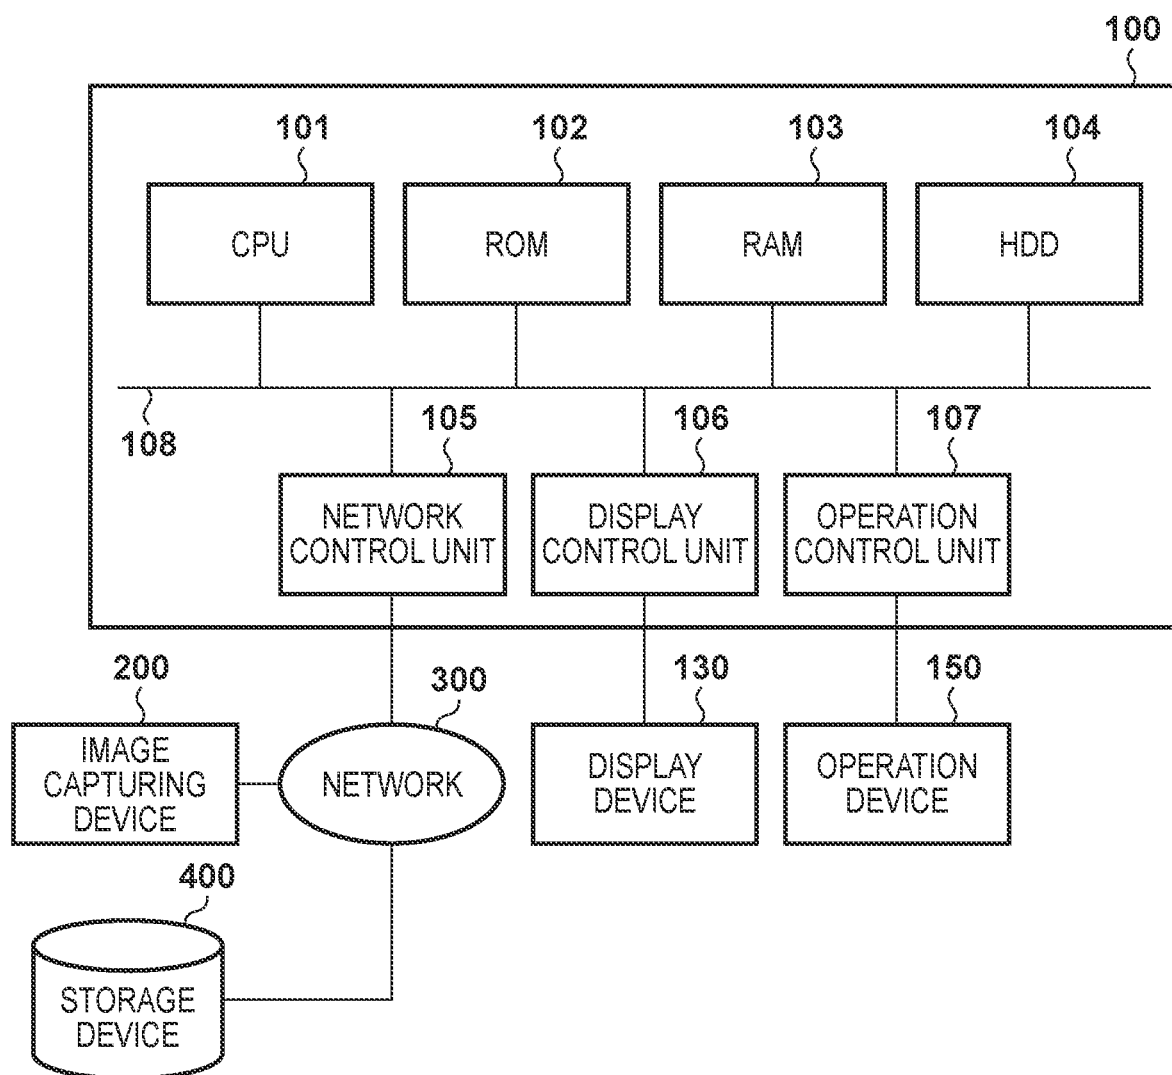 100
101
102
103
104
CPU
ROM
RAM
HDD
108
105
106
107
NETWORK
CONTROL UNIT
DISPLAY
CONTROL UNIT
OPERATION
CONTROL UNIT
200
300
130
150
IMAGE
CAPTURING
DEVICE
NETWORK
DISPLAY
DEVICE
OPERATION
DEVICE
400
STORAGE
DEVICE